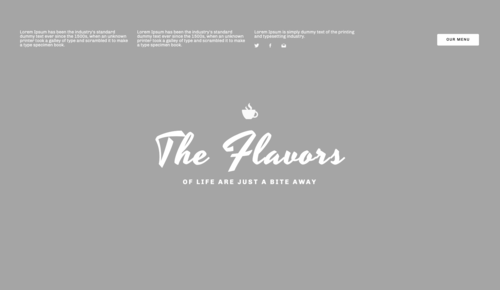 Lorem Ipsum has been the industry's standard
dummy text ever since the 1500s, when an unknown
printer took a galley of type and scrambled it to make
a type specimen book.
Lorem Ipsum has been the industry's standard
dummy text ever since the 1500s, when an unknown
printer took a galley of type and scrambled it to make
a type specimen book.
Lorem Ipsum is simply dummy text of the printing
and typesetting industry.
OUR MENU
The Flavors
OF LIFE ARE JUST A BITE AWAY